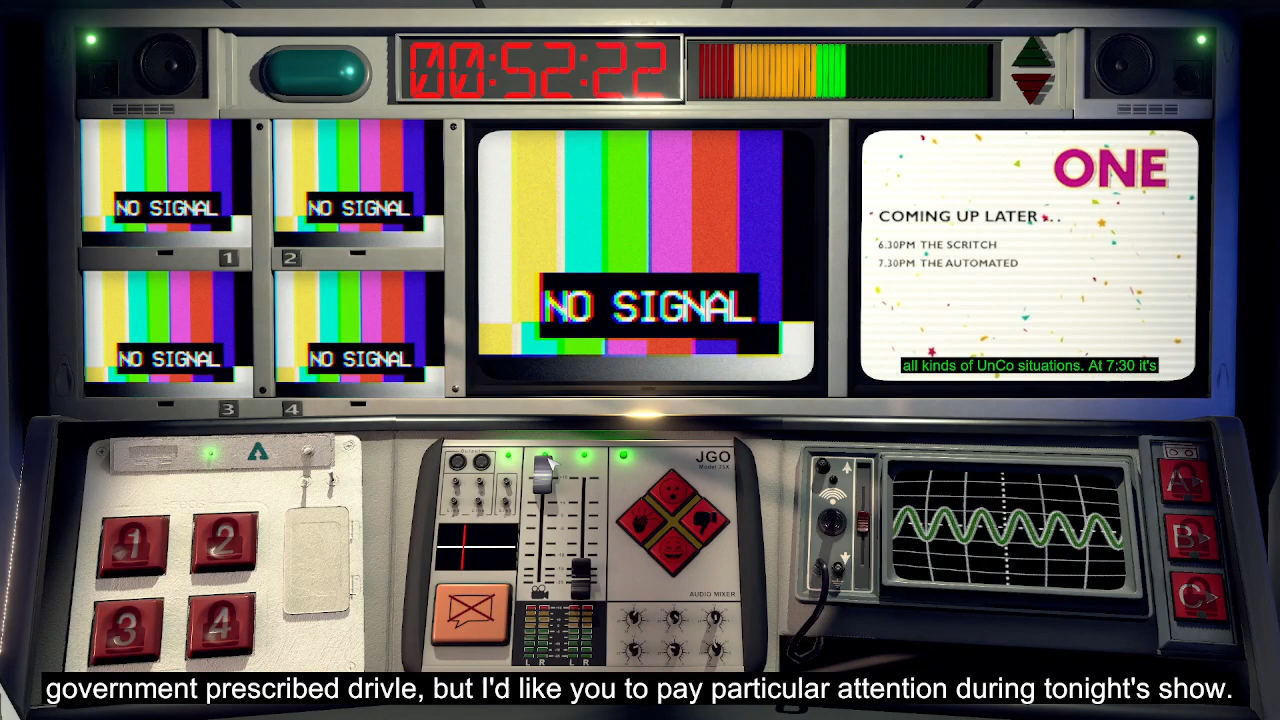 00:52:22
NO SIGNAL
NO SIGNAL
1
2
NO SIGNAL
NO SIGNAL
3
4
NO SIGNAL
ONE
COMING UP LATER ...
6.30PM THE SCRITCH
7.30PM THE AUTOMATED
all kinds of UnCo situations. At 7:30 it's
1
2
3
4
Output
JGO
Model 75X
AUDIO MIXER
L R L R
A
B
C
government prescribed drivle, but I'd like you to pay particular attention during tonight's show.